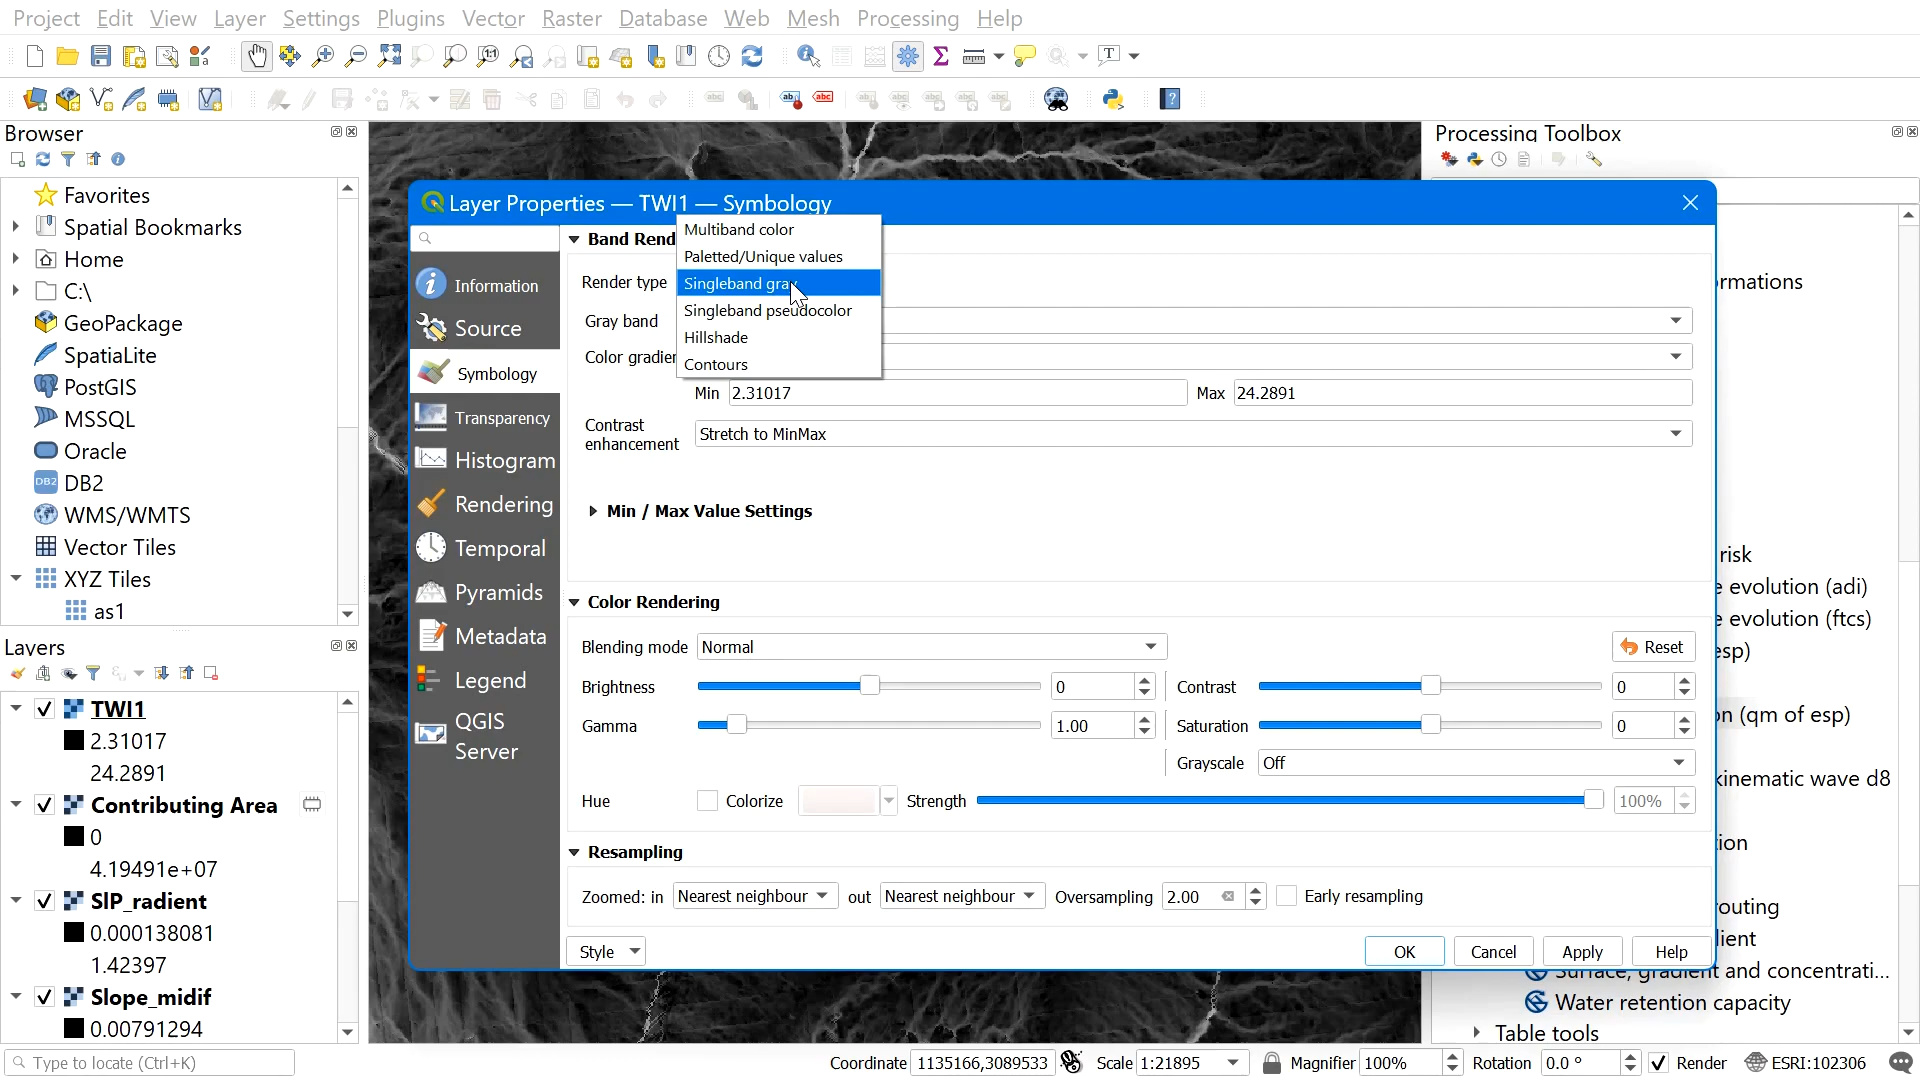 Project Edit View Layer Settings Plugins Vector Raster Database Web Mesh Processing Help
Browser
Favorites
Spatial Bookmarks
Home
C:\
GeoPackage
SpatiaLite
PostGIS
MSSQL
Oracle
DB2
WMS/WMTS
Vector Tiles
XYZ Tiles
as1
Layers
TWI1
2.31017
24.2891
Contributing Area
0
4.19491e+07
SlP_radient
0.000138081
1.42397
Slope_midif
0.00791294
Layer Properties — TWI1 — Symbology
Information
Source
Symbology
Transparency
Histogram
Rendering
Temporal
Pyramids
Metadata
Legend
QGIS
Server
Band Rend
Render type
Multiband color
Paletted/Unique values
Singleband gray
Singleband pseudocolor
Hillshade
Contours
Gray band
Color gradien
Min 2.31017 Max 24.2891
Contrast
enhancement Stretch to MinMax
Min / Max Value Settings
Color Rendering
Blending mode Normal Reset
Brightness 0 Contrast 0
Gamma 1.00 Saturation 0
Grayscale Off
Hue Colorize Strength 100%
Resampling
Zoomed: in Nearest neighbour out Nearest neighbour Oversampling 2.00 Early resampling
Style OK Cancel Apply Help
Processing Toolbox
rmations
risk
e evolution (adi)
e evolution (ftcs)
esp)
on (qm of esp)
kinematic wave d8
ion
routing
lient
Surface, gradient and concentrati...
Water retention capacity
Table tools
Type to locate (Ctrl+K) Coordinate 1135166,3089533 Scale 1:21895 Magnifier 100% Rotation 0.0 ° Render ESRI:102306